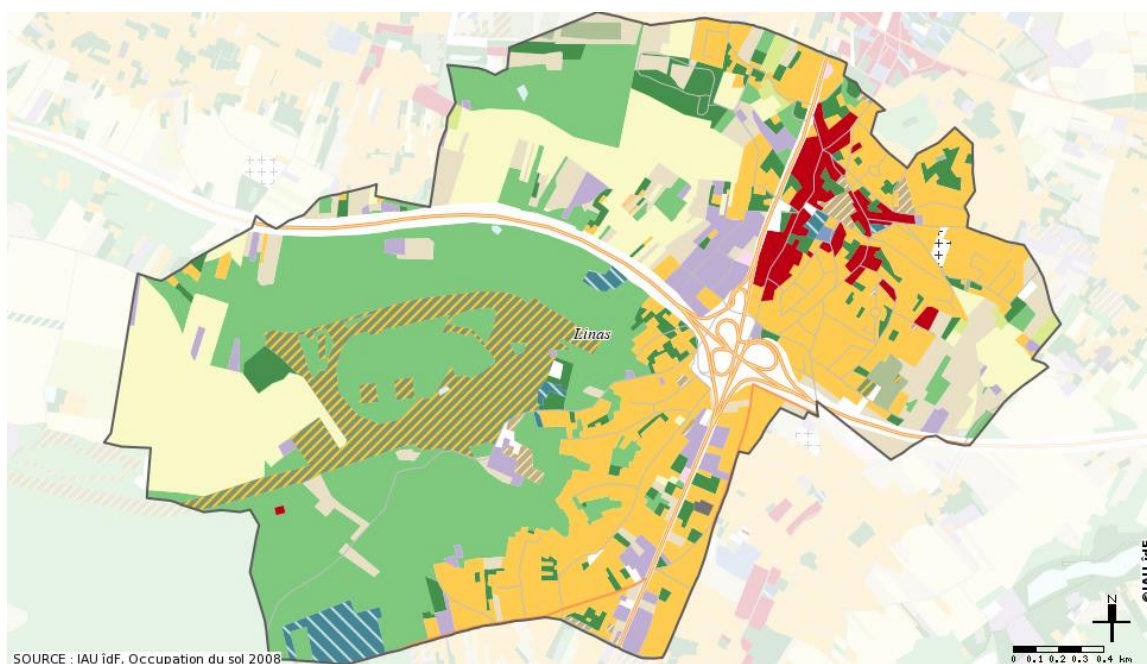 Linas
©IAU îdF
N
0 0.1 0.2 0.3 0.4 km
SOURCE : IAU îdF, Occupation du sol 2008